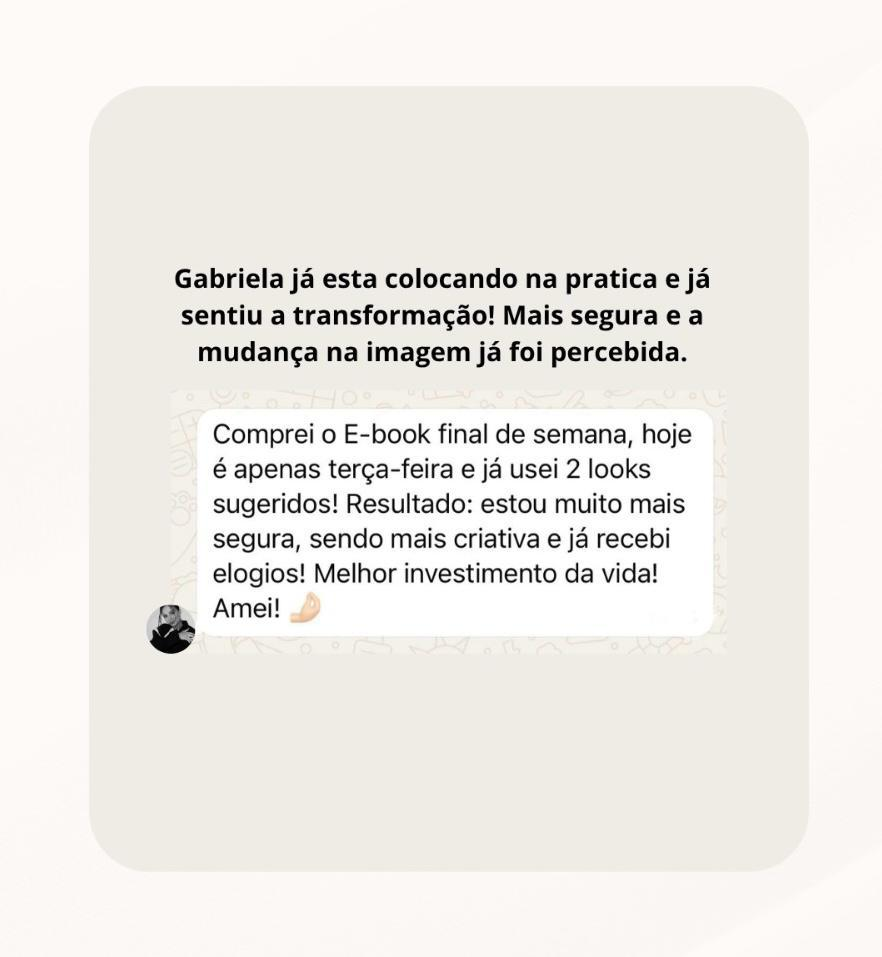 Gabriela já esta colocando na pratica e já
sentiu a transformação! Mais segura e a
mudança na imagem já foi percebida.
Comprei o E-book final de semana, hoje
é apenas terça-feira e já usei 2 looks
sugeridos! Resultado: estou muito mais
segura, sendo mais criativa e já recebi
elogios! Melhor investimento da vida!
Amei! 🤌🏻